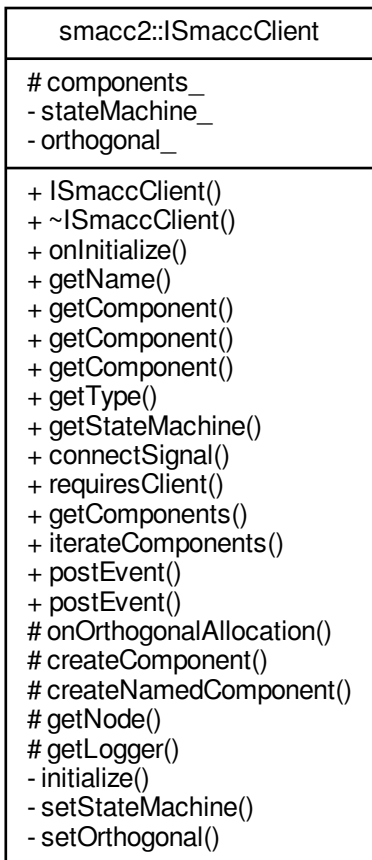 smacc2::ISmaccClient
# components_
- stateMachine_
- orthogonal_
+ ISmaccClient()
+ ~ISmaccClient()
+ onInitialize()
+ getName()
+ getComponent()
+ getComponent()
+ getComponent()
+ getType()
+ getStateMachine()
+ connectSignal()
+ requiresClient()
+ getComponents()
+ iterateComponents()
+ postEvent()
+ postEvent()
# onOrthogonalAllocation()
# createComponent()
# createNamedComponent()
# getNode()
# getLogger()
- initialize()
- setStateMachine()
- setOrthogonal()